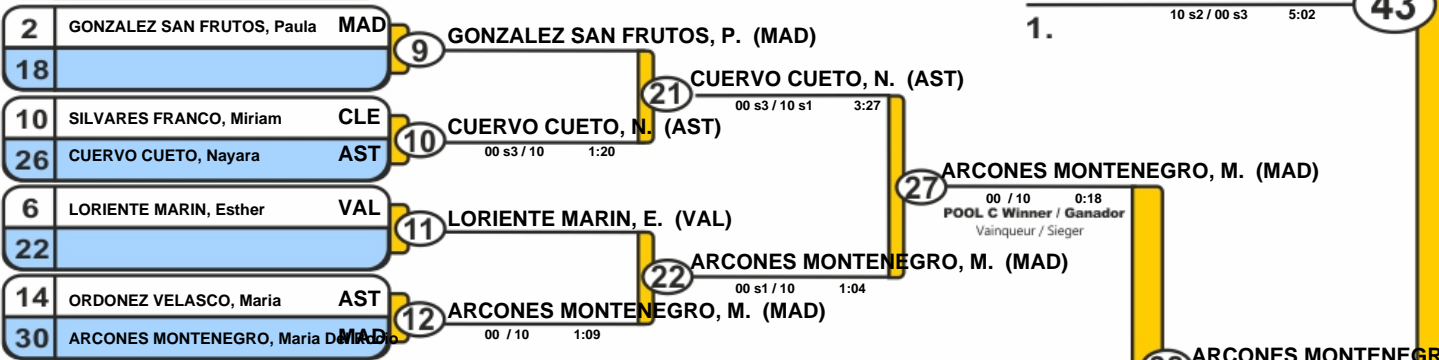 2 GONZALEZ SAN FRUTOS, Paula MAD
18
9
GONZALEZ SAN FRUTOS, P. (MAD)
10 SILVARES FRANCO, Miriam CLE
26 CUERVO CUETO, Nayara AST
10
CUERVO CUETO, N. (AST)
00 s3 / 10 1:20
21
CUERVO CUETO, N. (AST)
00 s3 / 10 s1 3:27
6 LORIENTE MARIN, Esther VAL
22
11
LORIENTE MARIN, E. (VAL)
14 ORDONEZ VELASCO, Maria AST
30 ARCONES MONTENEGRO, Maria Del Rocio MAD
12
ARCONES MONTENEGRO, M. (MAD)
00 / 10 1:09
22
ARCONES MONTENEGRO, M. (MAD)
00 s1 / 10 1:04
27
ARCONES MONTENEGRO, M. (MAD)
00 / 10 0:18
POOL C Winner / Ganador
Vainqueur / Sieger
10 s2 / 00 s3 5:02
43
1.
ARCONES MONTENEGR